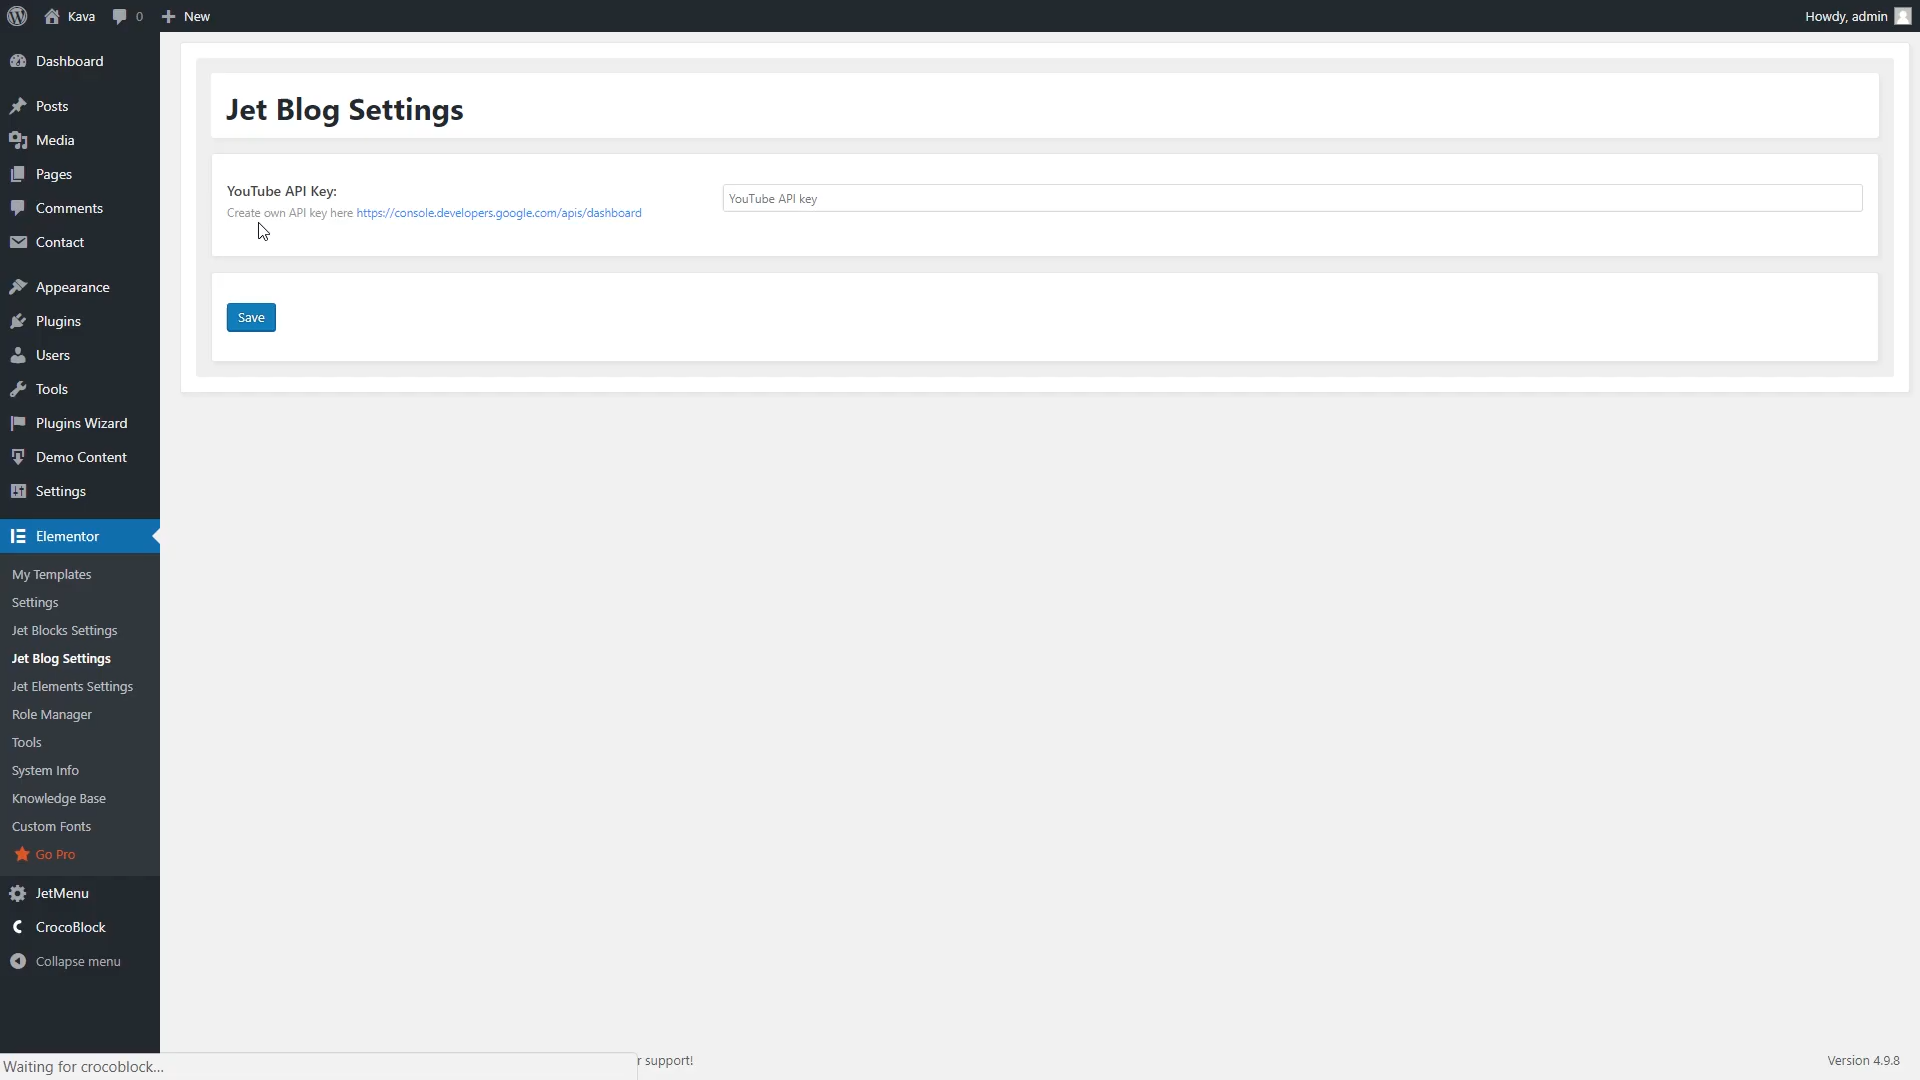 Kava
0
New
Howdy, admin
Dashboard
Posts
Media
Pages
Comments
Contact
Appearance
Plugins
Users
Tools
Plugins Wizard
Demo Content
Settings
Elementor
My Templates
Settings
Jet Blocks Settings
Jet Blog Settings
Jet Elements Settings
Role Manager
Tools
System Info
Knowledge Base
Custom Fonts
Go Pro
JetMenu
CrocoBlock
Collapse menu
Jet Blog Settings
YouTube API Key:
Create own API key here https://console.developers.google.com/apis/dashboard
YouTube API key
Save
Waiting for crocoblock...
r support!
Version 4.9.8